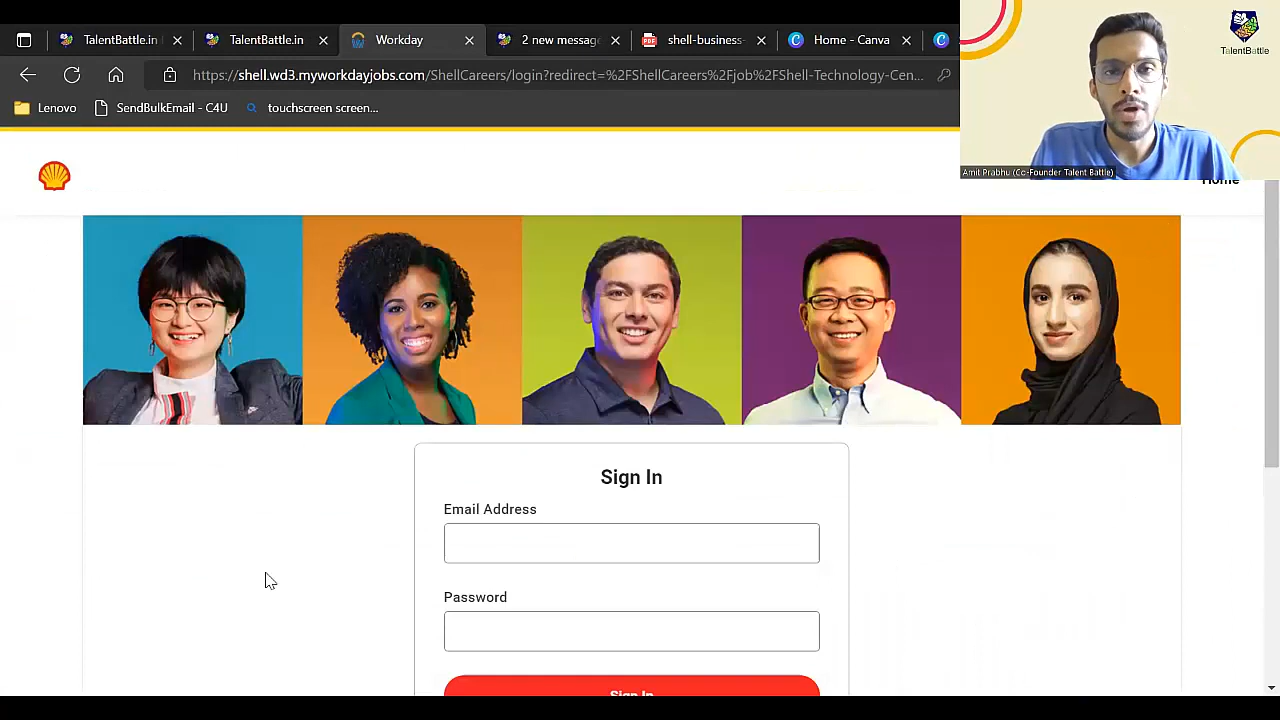 TalentBattle.in
TalentBattle.in
Workday
2 new messag
shell-business-
Home - Canva
https://shell.wd3.myworkdayjobs.com/ShellCareers/login?redirect=%2FShellCareers%2Fjob%2FShell-Technology-Cen...
Lenovo
SendBulkEmail - C4U
touchscreen screen...
TalentBattle
Amit Prabhu (Co-Founder Talent Battle)
Home
Sign In
Email Address
Password
Sign In